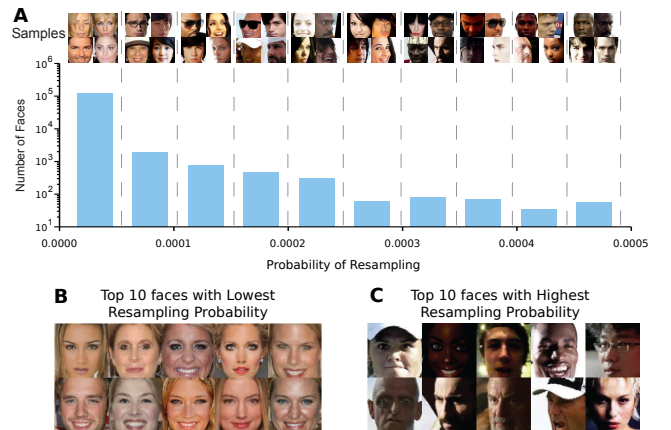 A
Samples
10^6
10^5
10^4
10^3
10^2
10^1
Number of Faces
0.0000 0.0001 0.0002 0.0003 0.0004 0.0005
Probability of Resampling
B Top 10 faces with Lowest
Resampling Probability
C Top 10 faces with Highest
Resampling Probability